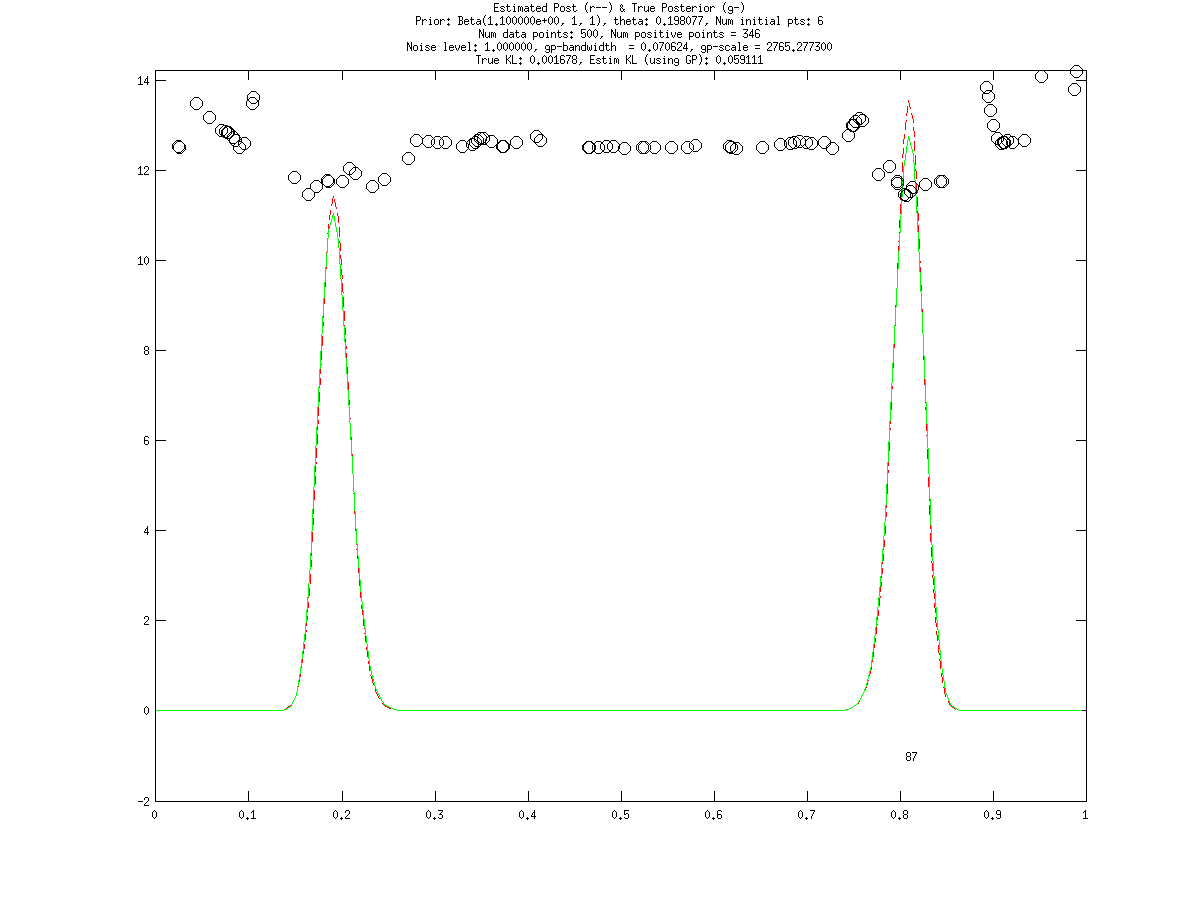 Estimated Post (r--) & True Posterior (g-)
Prior: Beta(1.100000e+00, 1, 1), theta: 0.198077, Num initial pts: 6
Num data points: 500, Num positive points = 346
Noise level: 1.000000, gp-bandwidth  = 0.070624, gp-scale = 2765.277300
True KL: 0.001678, Estim KL (using GP): 0.059111
14
12
10
8
6
4
2
0
87
-2
0 0.1 0.2 0.3 0.4 0.5 0.6 0.7 0.8 0.9 1